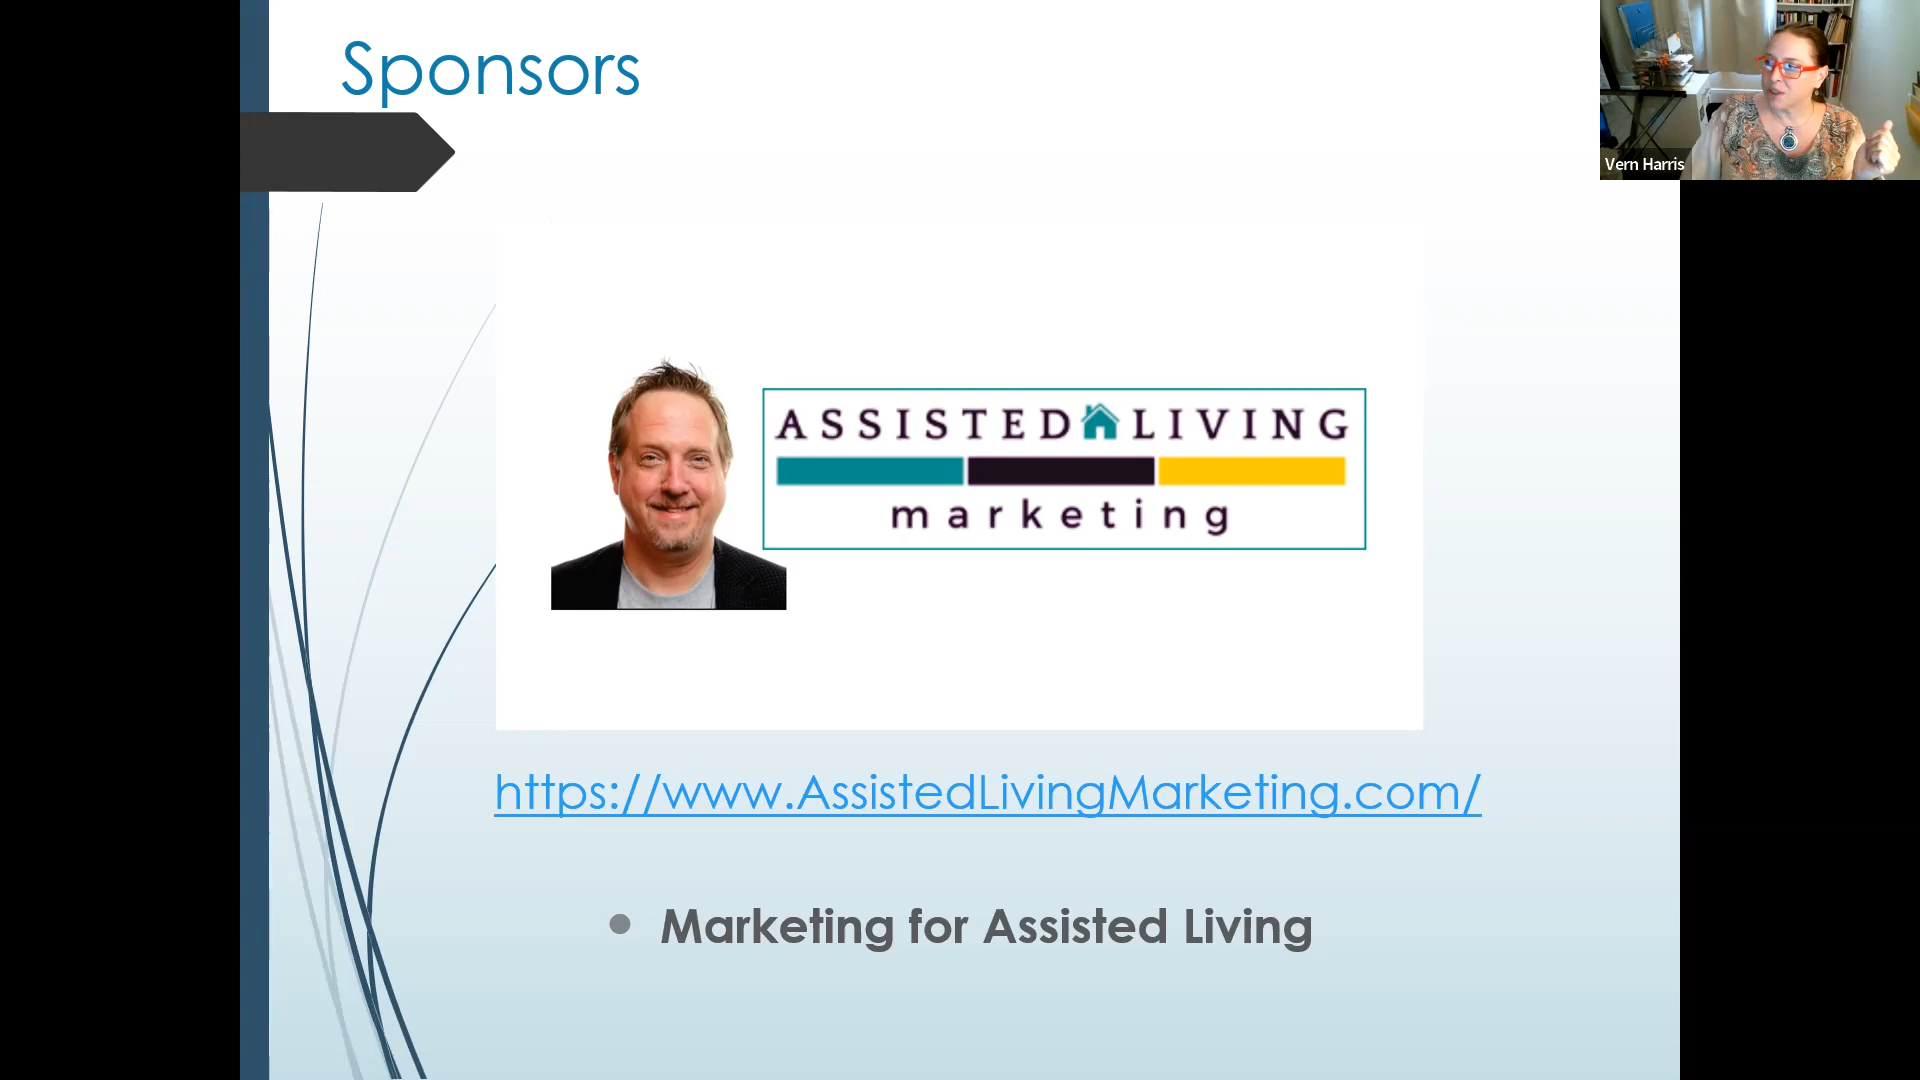 Sponsors
Vern Harris
ASSISTED LIVING
marketing
https://www.AssistedLivingMarketing.com/
• Marketing for Assisted Living